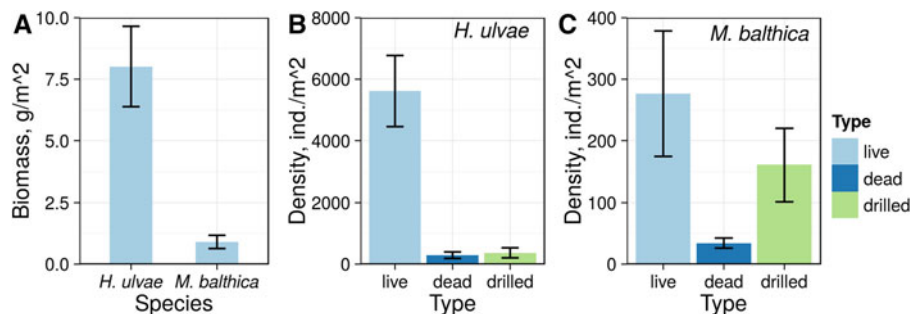 A
Biomass, g/m^2
10.0
7.5
5.0
2.5
0.0
H. ulvae M. balthica
Species
B
H. ulvae
Density, ind./m^2
8000
6000
4000
2000
0
live dead drilled
Type
C
M. balthica
Density, ind./m^2
400
300
200
100
0
live dead drilled
Type
Type
live
dead
drilled